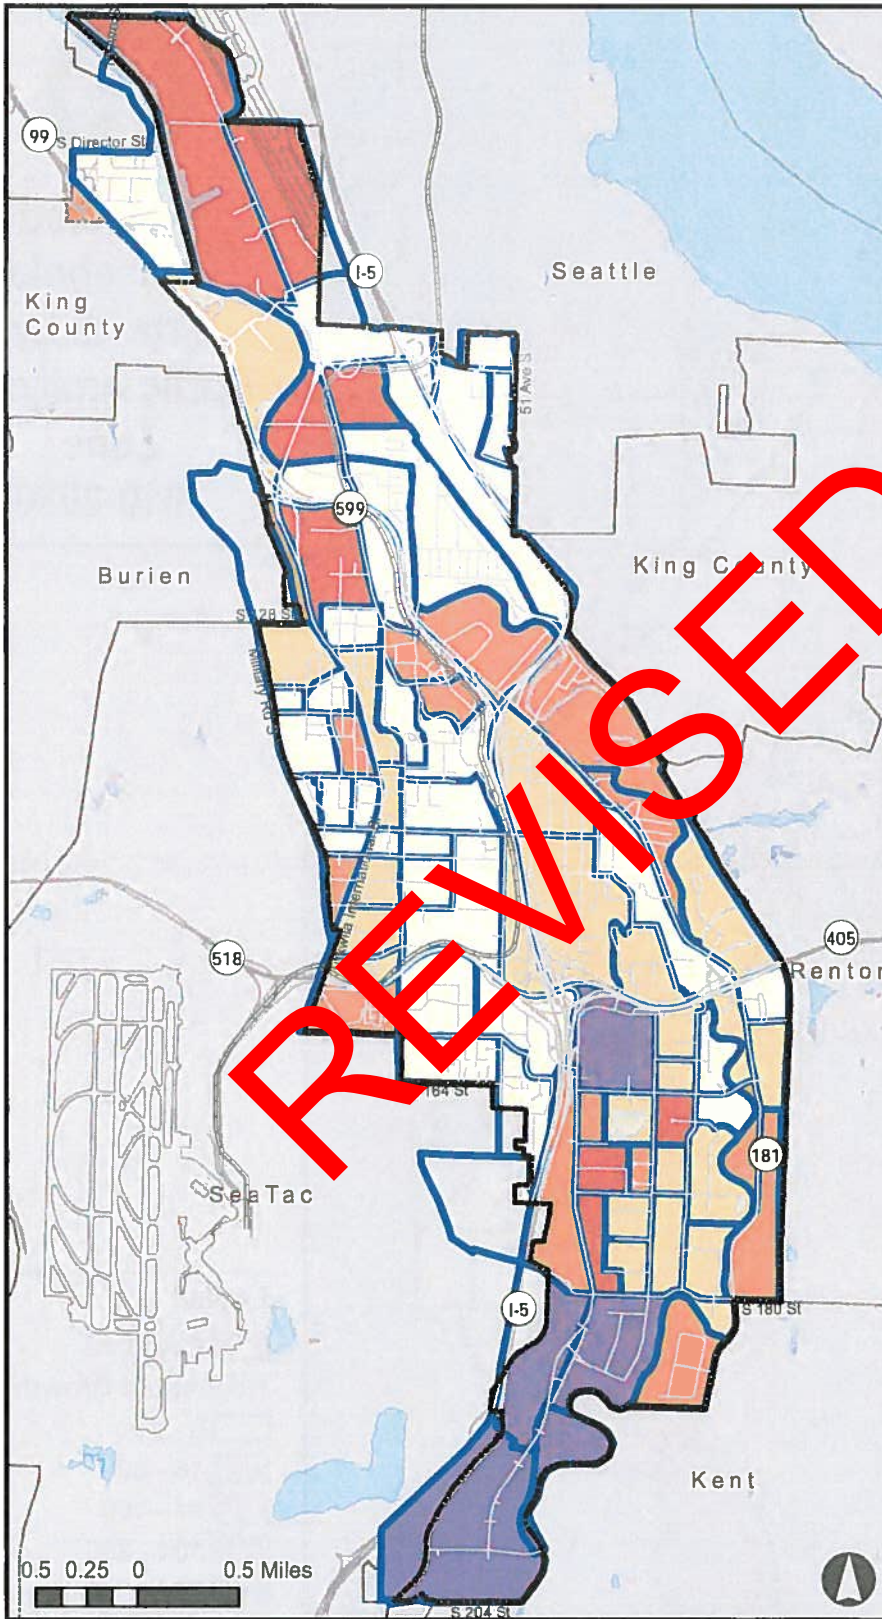 99
S Director St
I-5
Seattle
King
County
51 Ave S
599
Burien
King County
S 128 St
Military Rd S
REVISED
518
405
Renton
S 164 St
181
SeaTac
I-5
S 180 St
Kent
0.5 0.25 0 0.5 Miles
S 204 St